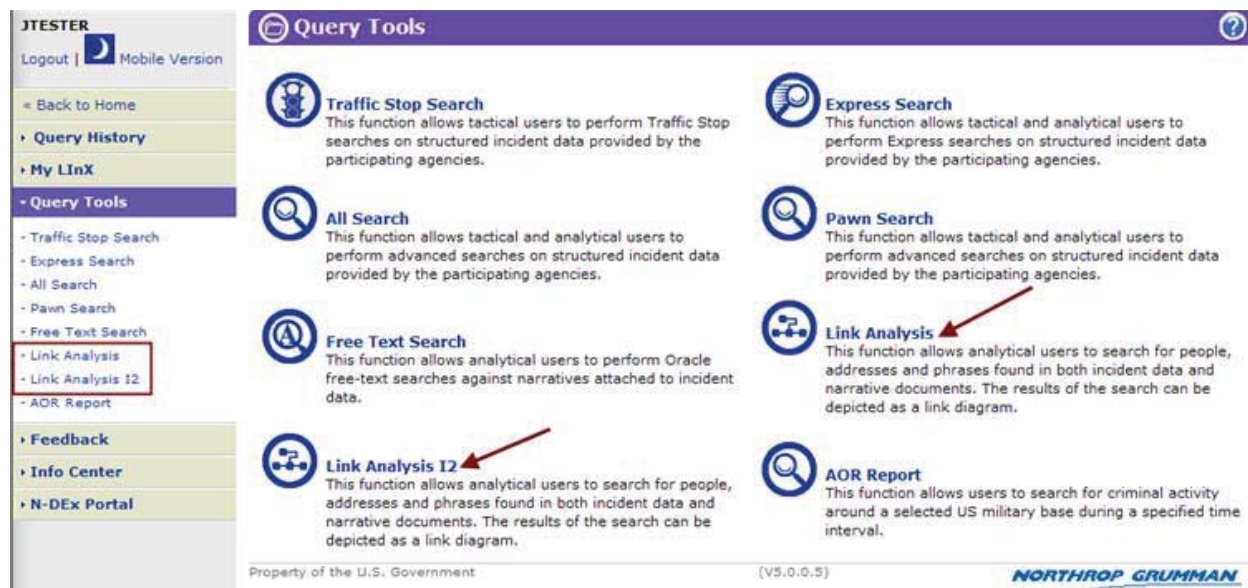 JTESTER
Logout | Mobile Version
« Back to Home
Query History
My LInX
- Query Tools
- Traffic Stop Search
- Express Search
- All Search
- Pawn Search
- Free Text Search
- Link Analysis
- Link Analysis I2
- AOR Report
Feedback
Info Center
N-DEx Portal
Query Tools
?
Traffic Stop Search
This function allows tactical users to perform Traffic Stop
searches on structured incident data provided by the
participating agencies.
Express Search
This function allows tactical and analytical users to
perform Express searches on structured incident data
provided by the participating agencies.
All Search
This function allows tactical and analytical users to
perform advanced searches on structured incident data
provided by the participating agencies.
Pawn Search
This function allows tactical and analytical users to
perform advanced searches on structured incident data
provided by the participating agencies.
A
Free Text Search
This function allows analytical users to perform Oracle
free-text searches against narratives attached to incident
data.
Link Analysis
This function allows analytical users to search for people,
addresses and phrases found in both incident data and
narrative documents. The results of the search can be
depicted as a link diagram.
Link Analysis I2
This function allows analytical users to search for people,
addresses and phrases found in both incident data and
narrative documents. The results of the search can be
depicted as a link diagram.
AOR Report
This function allows users to search for criminal activity
around a selected US military base during a specified time
interval.
Property of the U.S. Government
(V5.0.0.5)
NORTHROP GRUMMAN